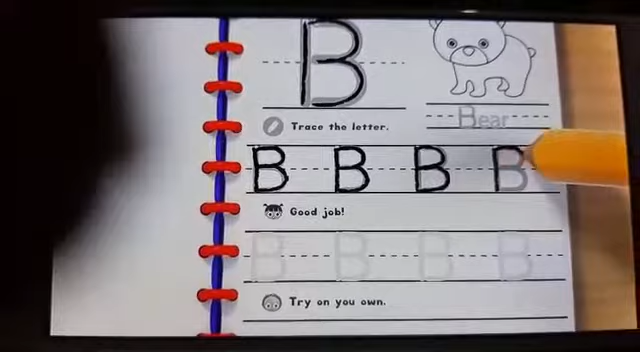 B
Bear
Trace the letter.
B B B B
Good job!
B B B B
Try on you own.